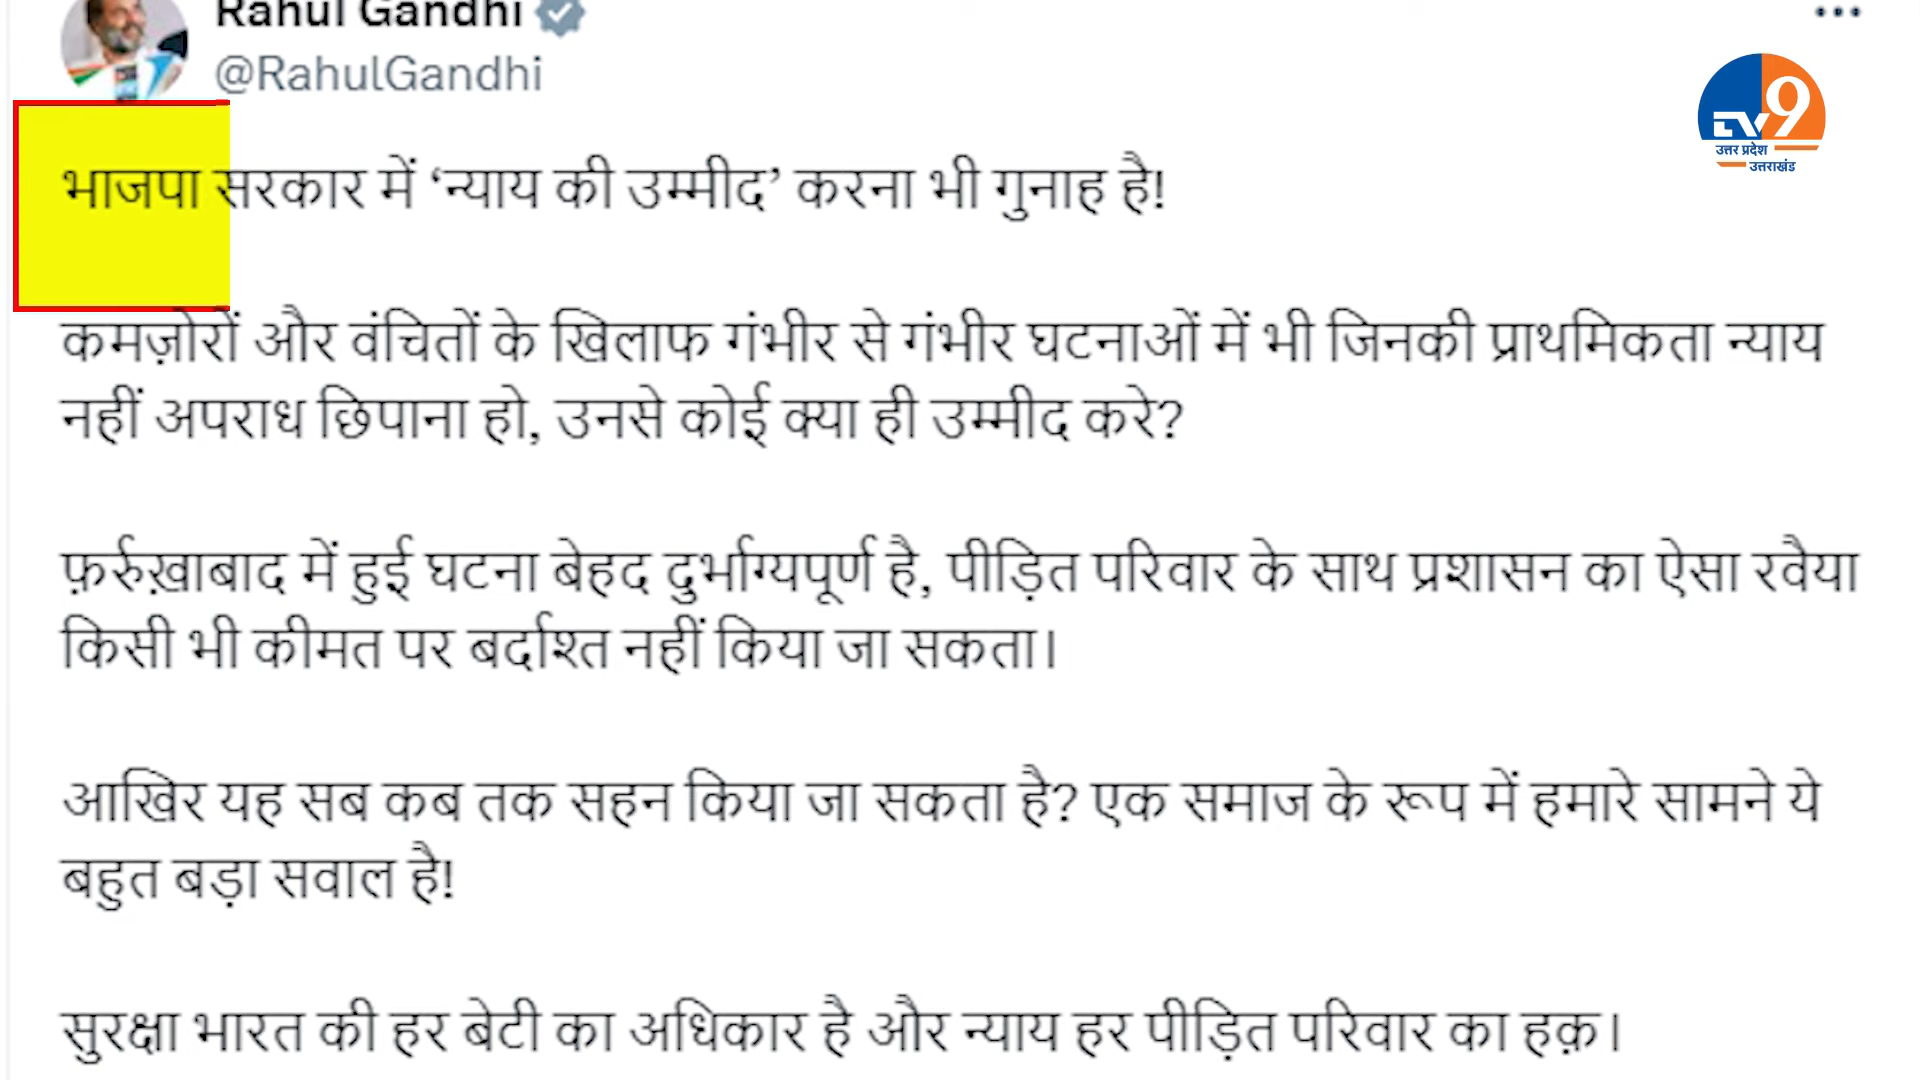 Rahul Gandhi
@RahulGandhi
TV9
उत्तर प्रदेश
उत्तराखंड
भाजपा सरकार में ‘न्याय की उम्मीद’ करना भी गुनाह है!
कमज़ोरों और वंचितों के खिलाफ गंभीर से गंभीर घटनाओं में भी जिनकी प्राथमिकता न्याय
नहीं अपराध छिपाना हो, उनसे कोई क्या ही उम्मीद करे?
फ़र्रुख़ाबाद में हुई घटना बेहद दुर्भाग्यपूर्ण है, पीड़ित परिवार के साथ प्रशासन का ऐसा रवैया
किसी भी कीमत पर बर्दाश्त नहीं किया जा सकता।
आखिर यह सब कब तक सहन किया जा सकता है? एक समाज के रूप में हमारे सामने ये
बहुत बड़ा सवाल है!
सुरक्षा भारत की हर बेटी का अधिकार है और न्याय हर पीड़ित परिवार का हक़।